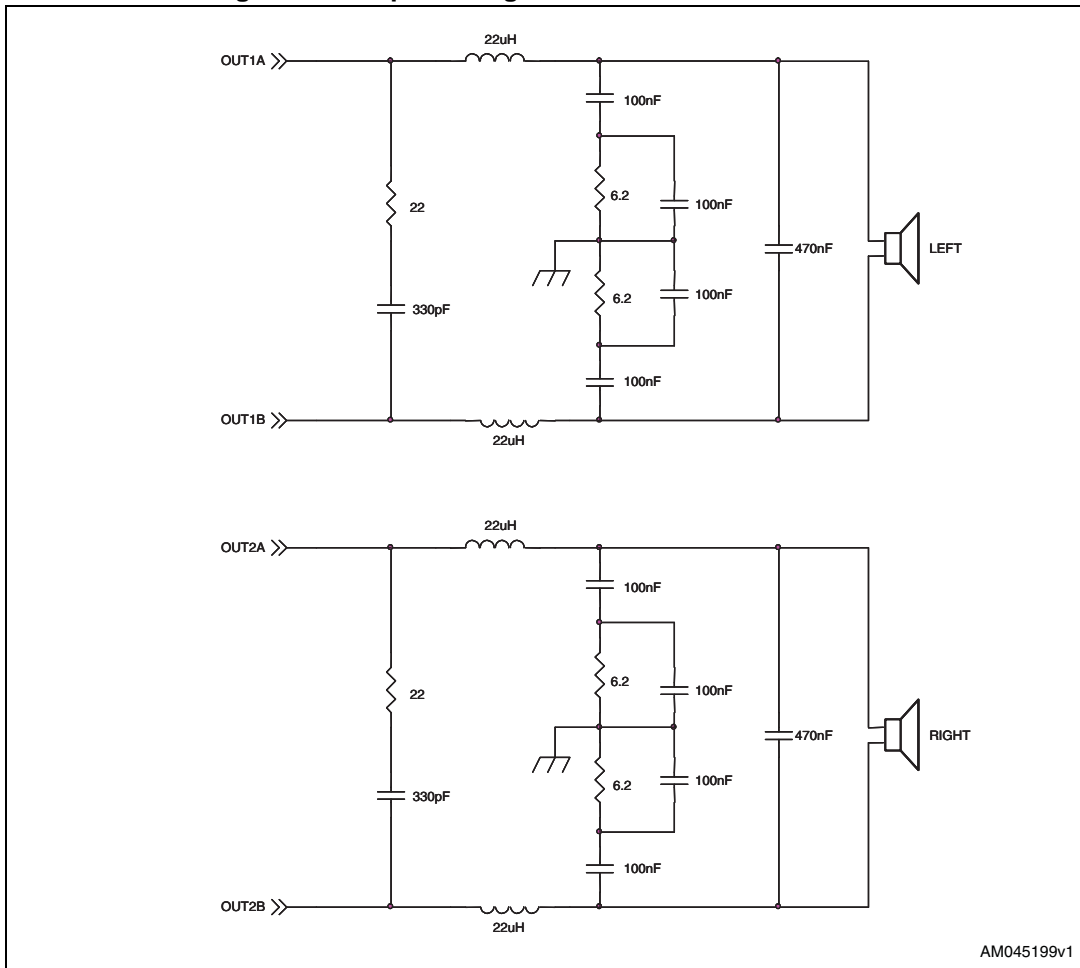 22uH
OUT1A
100nF
22
6.2
100nF
LEFT
470nF
330pF
6.2
100nF
100nF
OUT1B
22uH
22uH
OUT2A
100nF
22
6.2
100nF
RIGHT
470nF
330pF
6.2
100nF
100nF
OUT2B
22uH
AM045199v1